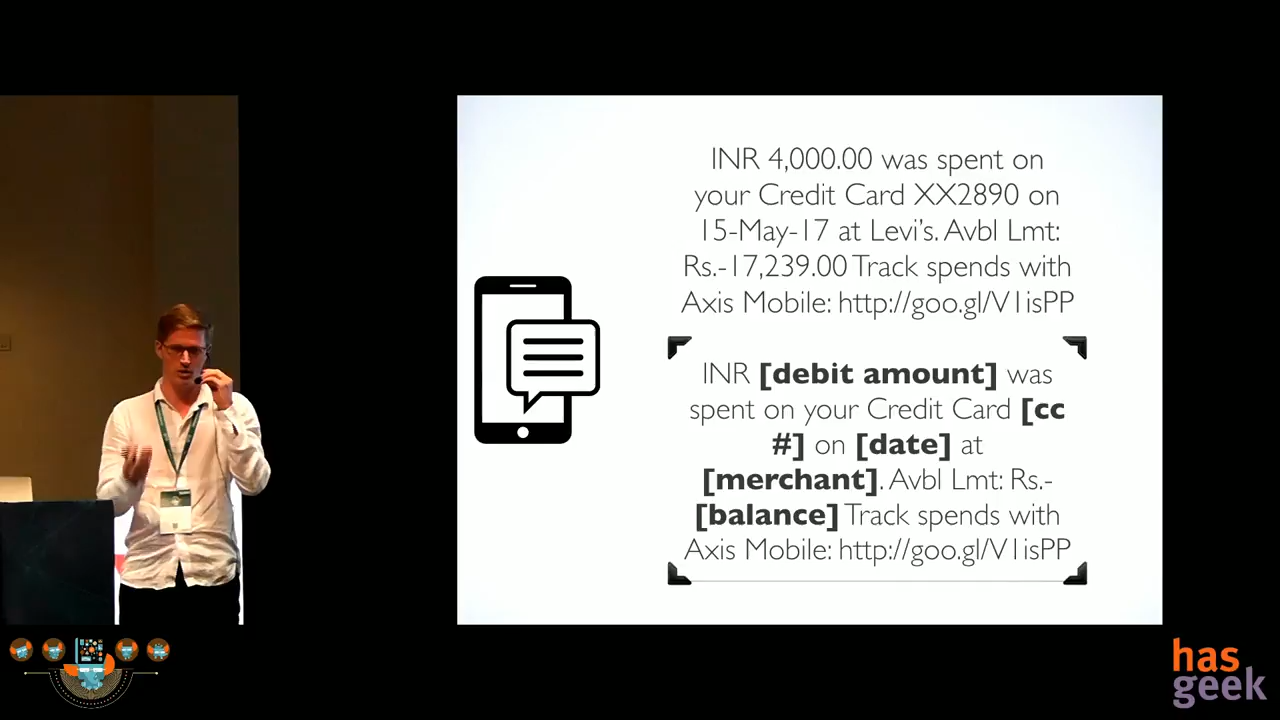 INR 4,000.00 was spent on
your Credit Card XX2890 on
15-May-17 at Levi's. Avbl Lmt:
Rs.-17,239.00 Track spends with
Axis Mobile: http://goo.gl/V1isPP
INR [debit amount] was
spent on your Credit Card [cc
#] on [date] at
[merchant]. Avbl Lmt: Rs.-
[balance] Track spends with
Axis Mobile: http://goo.gl/V1isPP
has
geek